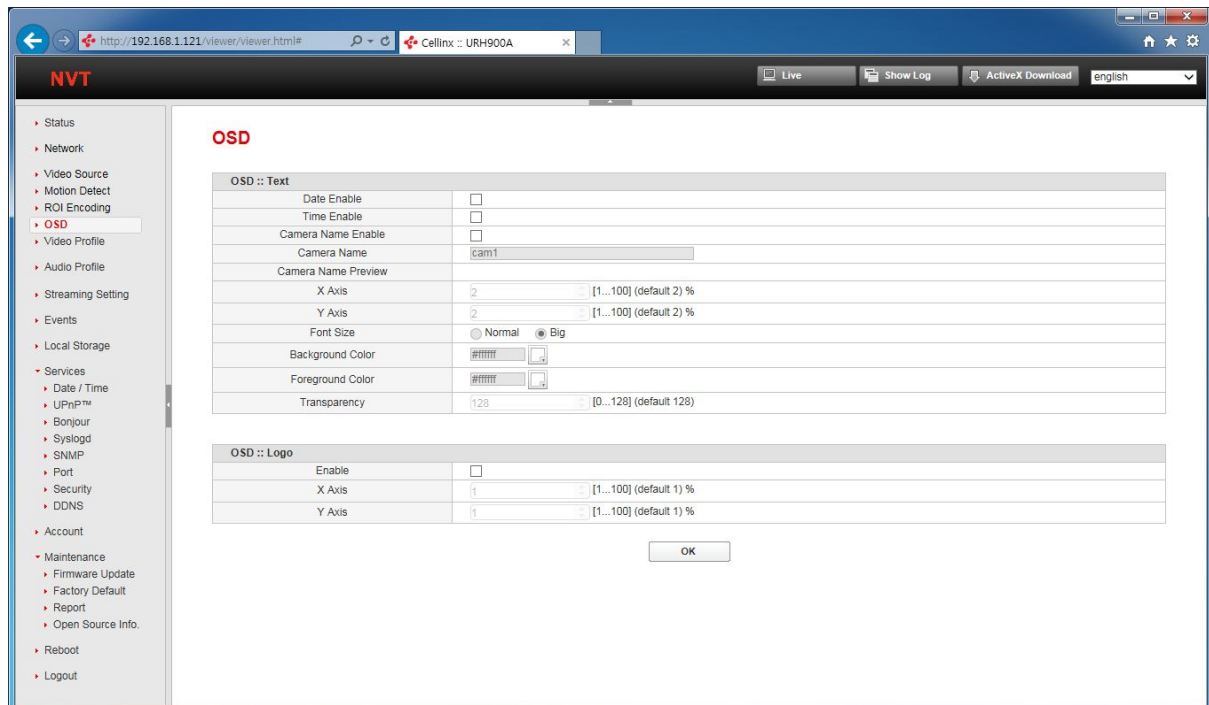 http://192.168.1.121/viewer/viewer.html#
Cellinx :: URH900A
NVT
Live
Show Log
ActiveX Download
english
Status
Network
Video Source
Motion Detect
ROI Encoding
OSD
Video Profile
Audio Profile
Streaming Setting
Events
Local Storage
Services
Date / Time
UPnP™
Bonjour
Syslogd
SNMP
Port
Security
DDNS
Account
Maintenance
Firmware Update
Factory Default
Report
Open Source Info.
Reboot
Logout
OSD
OSD :: Text
Date Enable
Time Enable
Camera Name Enable
Camera Name cam1
Camera Name Preview
X Axis 2 [1...100] (default 2) %
Y Axis 2 [1...100] (default 2) %
Font Size Normal Big
Background Color #ffffff
Foreground Color #ffffff
Transparency 128 [0...128] (default 128)
OSD :: Logo
Enable
X Axis 1 [1...100] (default 1) %
Y Axis 1 [1...100] (default 1) %
OK